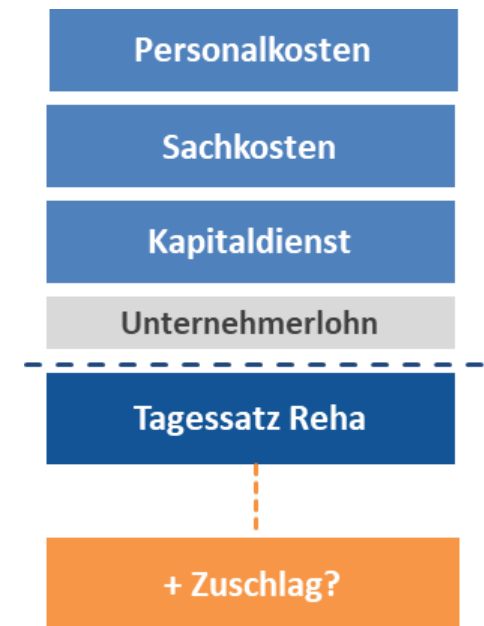 Personalkosten
Sachkosten
Kapitaldienst
Unternehmerlohn
Tagessatz Reha
+ Zuschlag?